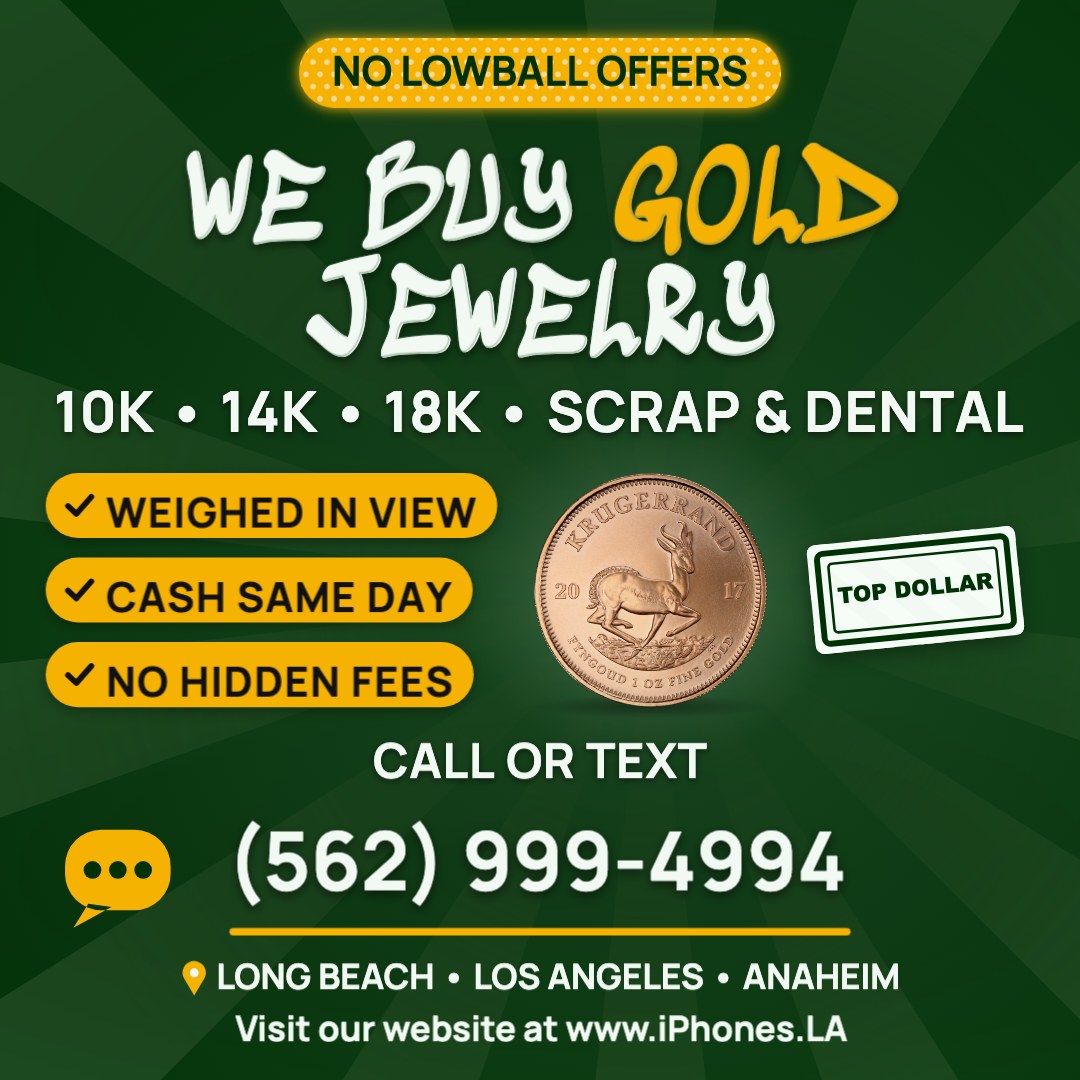 NO LOWBALL OFFERS
WE BUY GOLD
JEWELRY
10K • 14K • 18K • SCRAP & DENTAL
WEIGHED IN VIEW
CASH SAME DAY
NO HIDDEN FEES
KRUGERRAND
20 17
FYNGOUD 1 OZ FINE GOLD
TOP DOLLAR
CALL OR TEXT
(562) 999-4994
LONG BEACH • LOS ANGELES • ANAHEIM
Visit our website at www.iPhones.LA